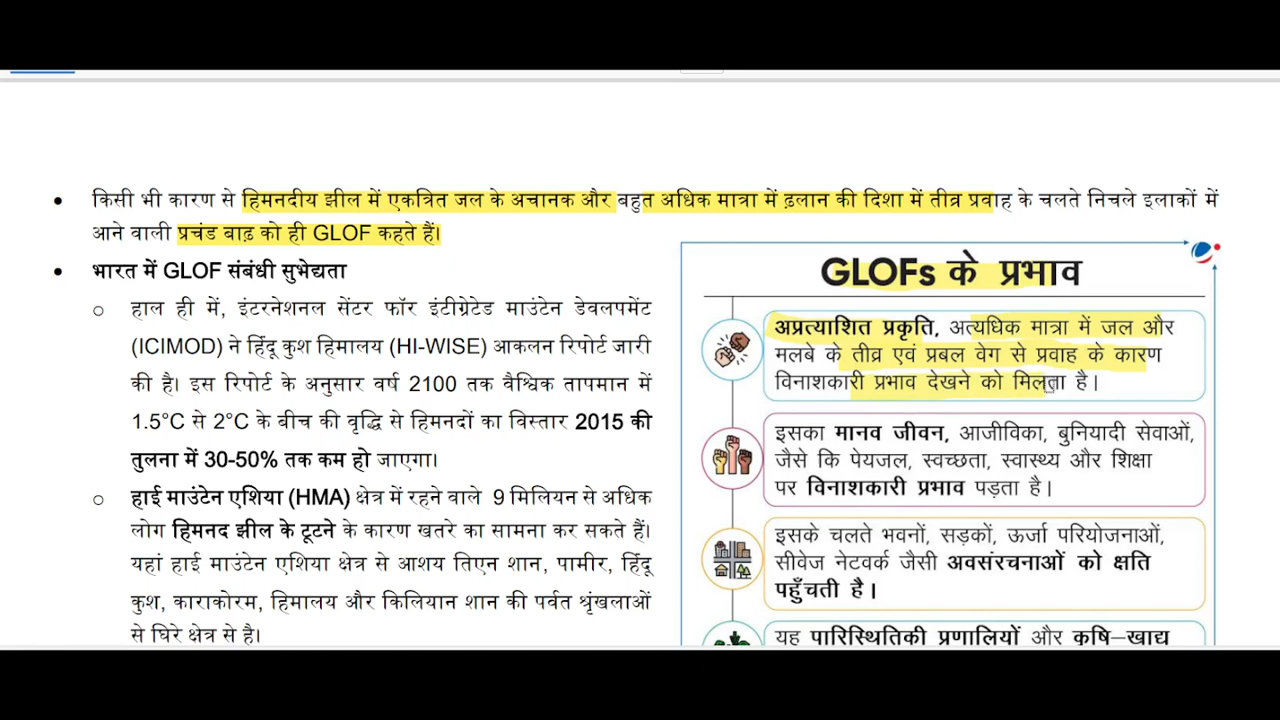 • किसी भी कारण से हिमनदीय झील में एकत्रित जल के अचानक और बहुत अधिक मात्रा में ढ़लान की दिशा में तीव्र प्रवाह के चलते निचले इलाकों में
आने वाली प्रचंड बाढ़ को ही GLOF कहते हैं।
• भारत में GLOF संबंधी सुभेद्यता
o हाल ही में, इंटरनेशनल सेंटर फॉर इंटीग्रेटेड माउंटेन डेवलपमेंट
(ICIMOD) ने हिंदू कुश हिमालय (HI-WISE) आकलन रिपोर्ट जारी
की है। इस रिपोर्ट के अनुसार वर्ष 2100 तक वैश्विक तापमान में
1.5°C से 2°C के बीच की वृद्धि से हिमनदों का विस्तार 2015 की
तुलना में 30-50% तक कम हो जाएगा।
o हाई माउंटेन एशिया (HMA) क्षेत्र में रहने वाले 9 मिलियन से अधिक
लोग हिमनद झील के टूटने के कारण खतरे का सामना कर सकते हैं।
यहां हाई माउंटेन एशिया क्षेत्र से आशय तिएन शान, पामीर, हिंदू
कुश, काराकोरम, हिमालय और किलियान शान की पर्वत श्रृंखलाओं
से घिरे क्षेत्र से है।
GLOFs के प्रभाव
अप्रत्याशित प्रकृति, अत्यधिक मात्रा में जल और
मलबे के तीव्र एवं प्रबल वेग से प्रवाह के कारण
विनाशकारी प्रभाव देखने को मिलता है।
इसका मानव जीवन, आजीविका, बुनियादी सेवाओं,
जैसे कि पेयजल, स्वच्छता, स्वास्थ्य और शिक्षा
पर विनाशकारी प्रभाव पड़ता है।
इसके चलते भवनों, सड़कों, ऊर्जा परियोजनाओं,
सीवेज नेटवर्क जैसी अवसंरचनाओं को क्षति
पहुँचती है।
यह पारिस्थितिकी प्रणालियों और कृषि–खाद्य